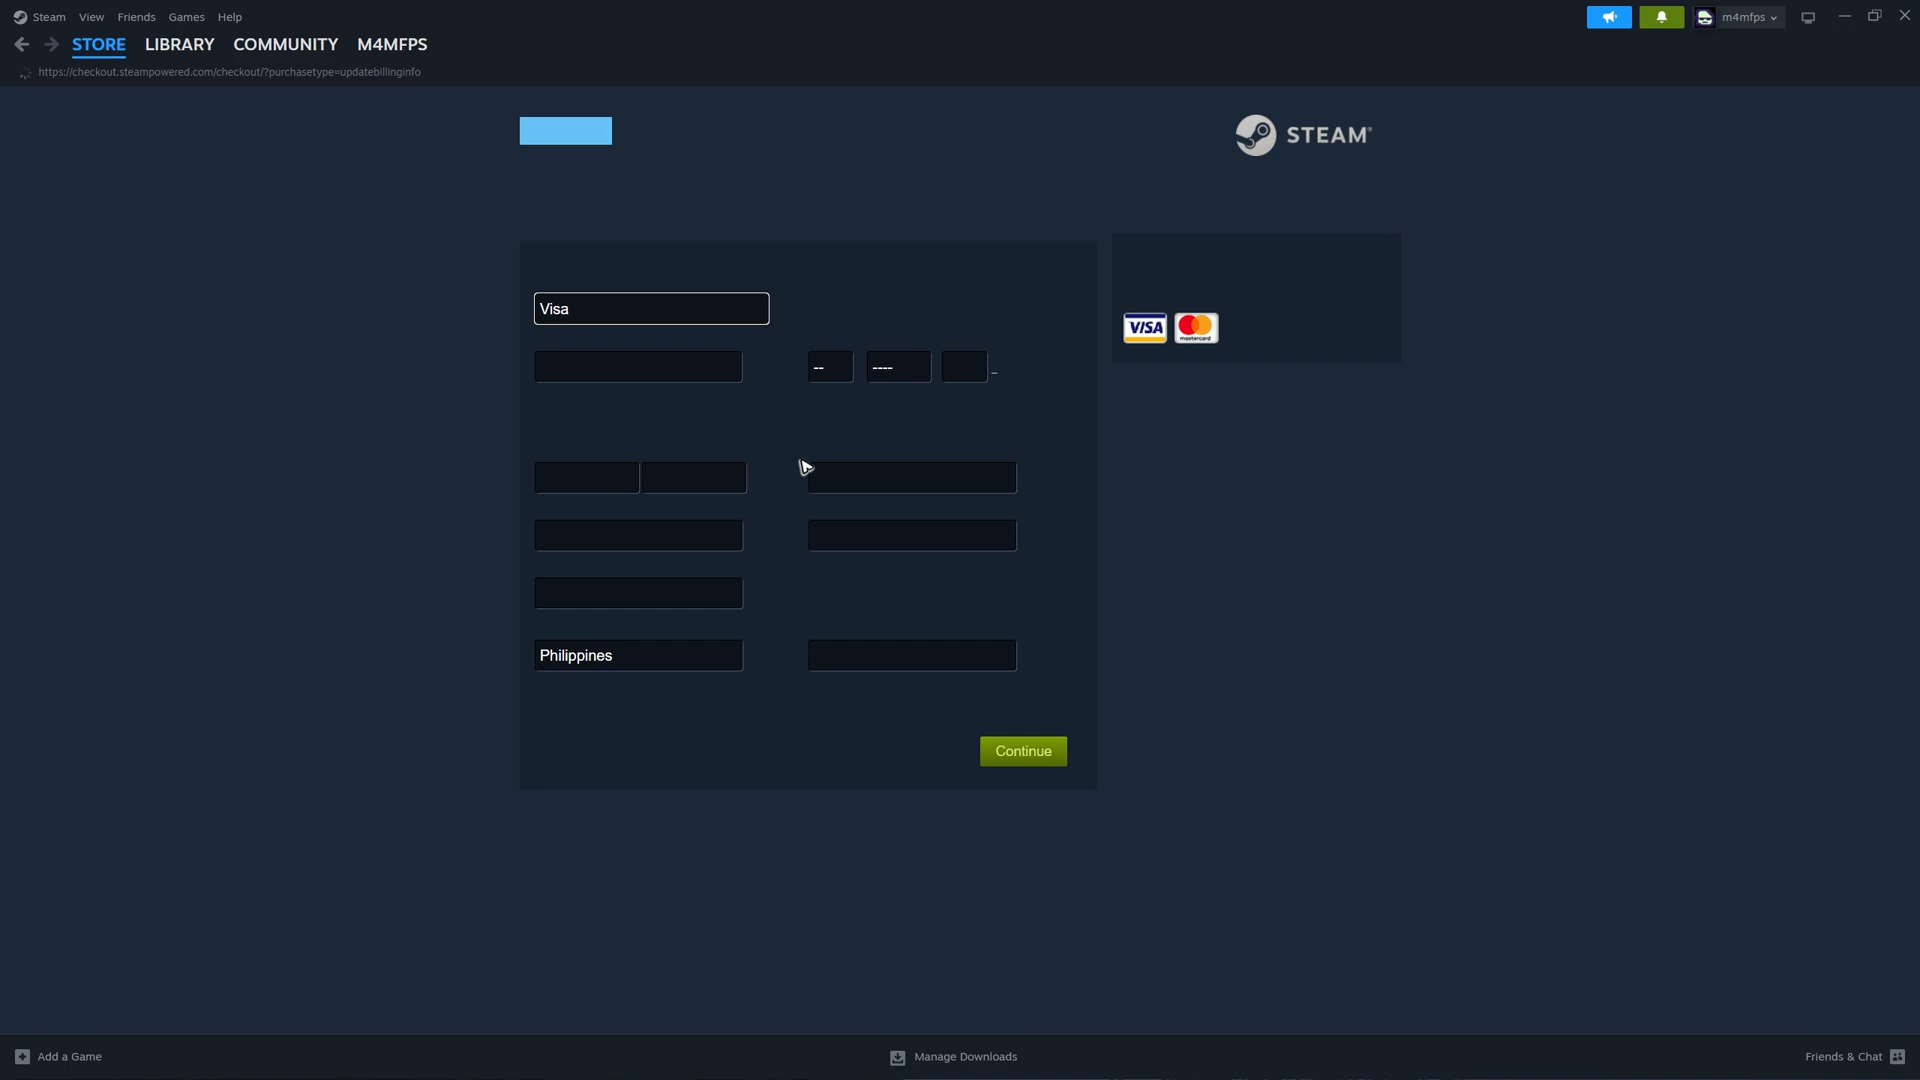 Steam View Friends Games Help
m4mfps
STORE LIBRARY COMMUNITY M4MFPS
https://checkout.steampowered.com/checkout/?purchasetype=updatebillinginfo
STEAM®
Visa
VISA mastercard
-- ---- _
Philippines
Continue
Add a Game
Manage Downloads
Friends & Chat